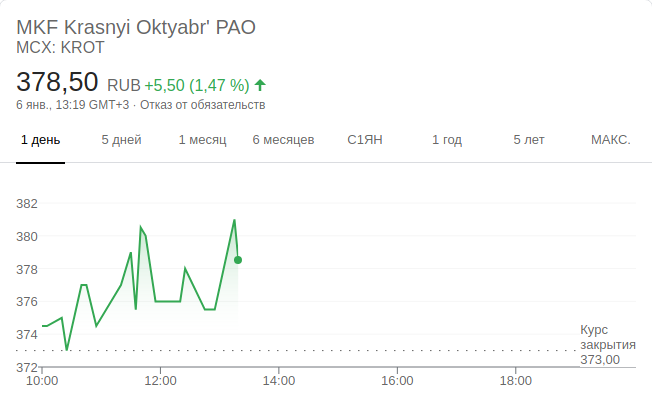 MKF Krasnyi Oktyabr' PAO
MCX: KROT
378,50 RUB +5,50 (1,47 %)
6 янв., 13:19 GMT+3 · Отказ от обязательств
1 день 5 дней 1 месяц 6 месяцев С1ЯН 1 год 5 лет МАКС.
382
380
378
376
374
372
Курс
закрытия
373,00
10:00 12:00 14:00 16:00 18:00